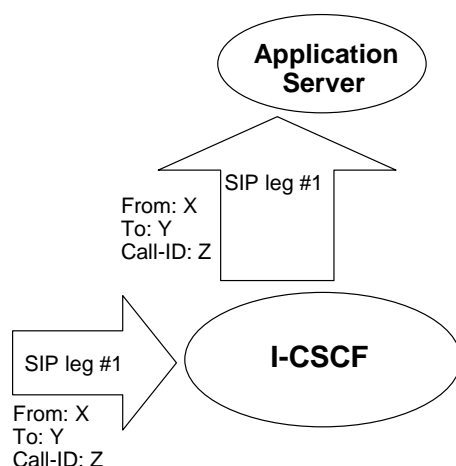 Application
Server
SIP leg #1
From: X
To: Y
Call-ID: Z
I-CSCF
SIP leg #1
From: X
To: Y
Call-ID: Z